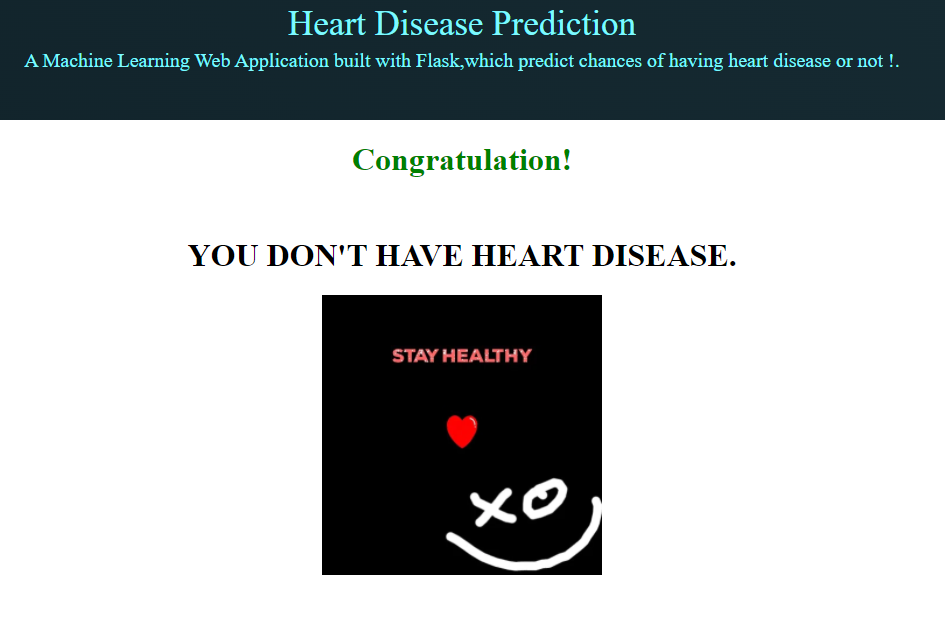 Heart Disease Prediction
A Machine Learning Web Application built with Flask,which predict chances of having heart disease or not !.
Congratulation!
YOU DON'T HAVE HEART DISEASE.
STAY HEALTHY
XO